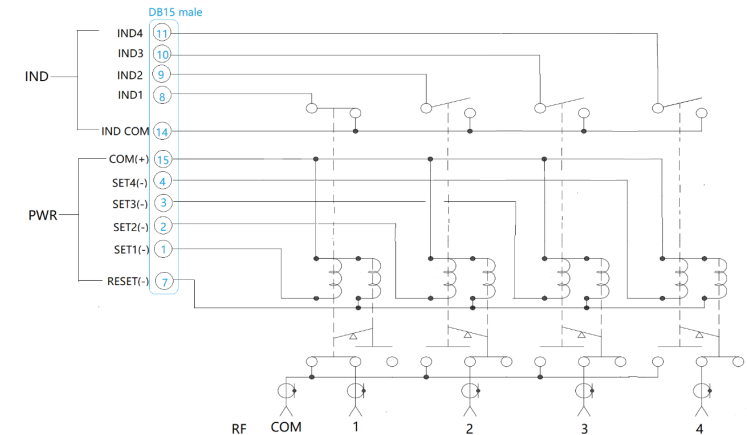 DB15 male
IND4 11
IND3 10
IND2 9
IND
IND1 8
IND COM 14
COM(+) 15
SET4(-) 4
SET3(-) 3
PWR
SET2(-) 2
SET1(-) 1
RESET(-) 7
RF COM 1 2 3 4